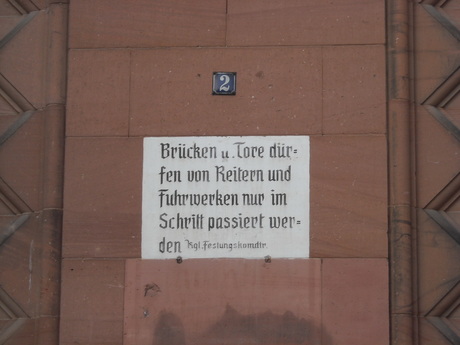 2
Brücken u. Tore dür=
fen von Reitern und
Fuhrwerken nur im
Schritt passiert wer=
den Kgl. Festungskomdtr.